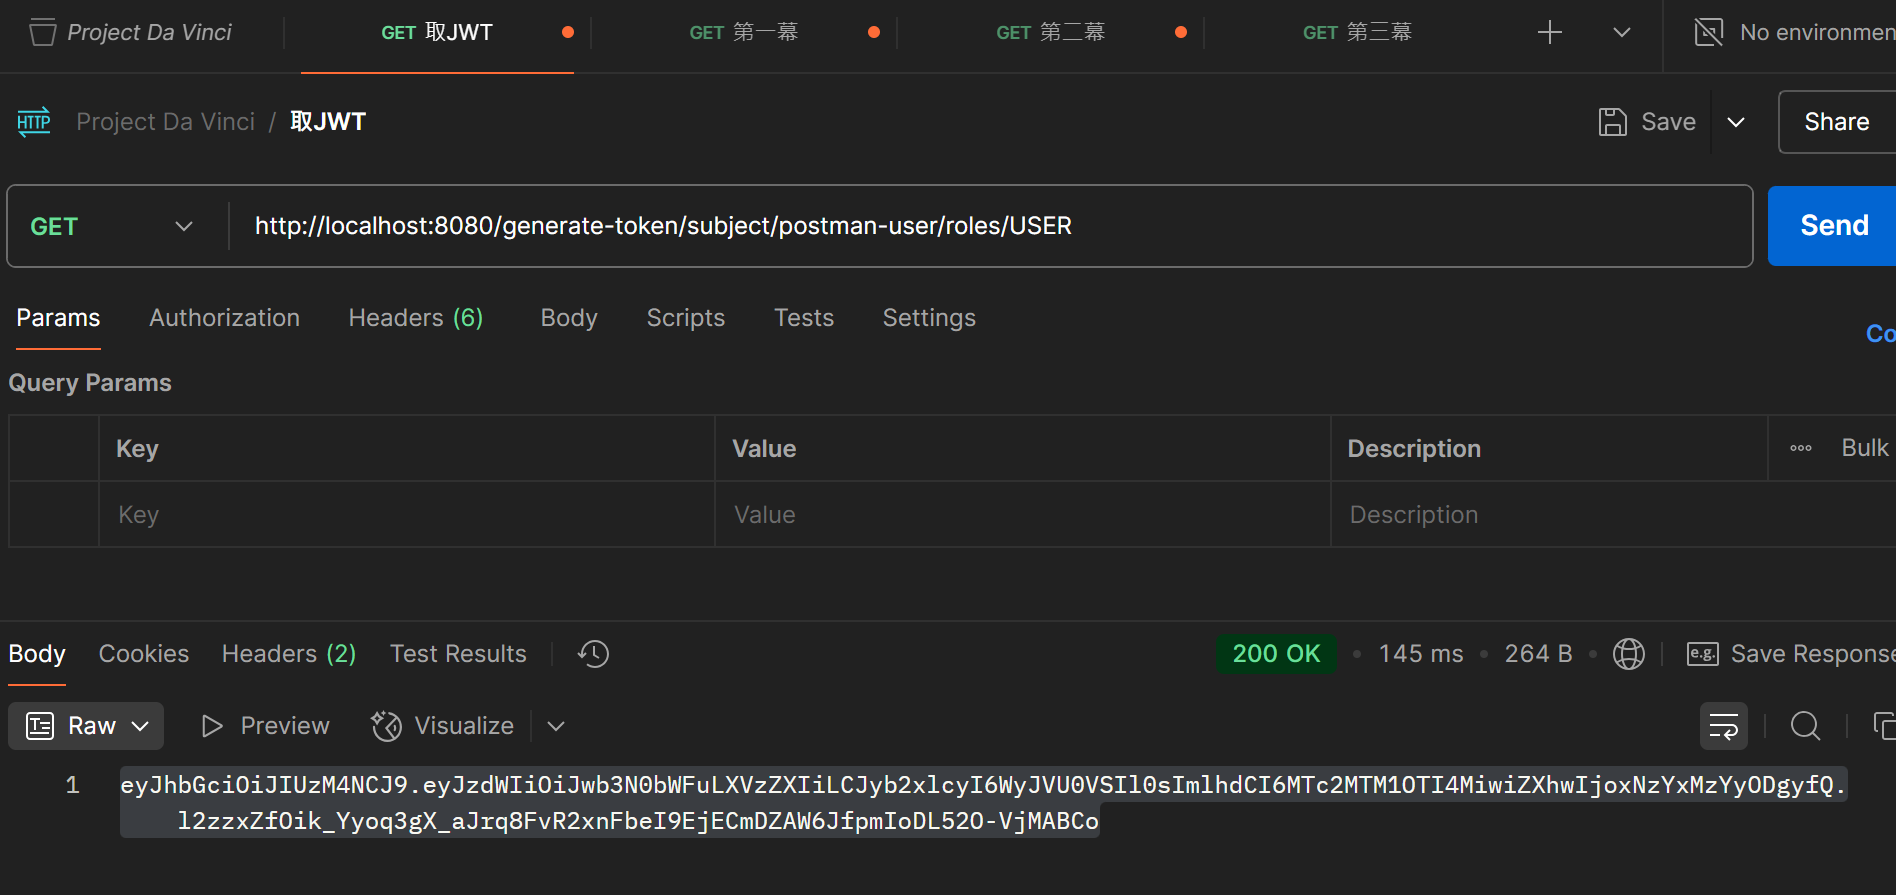 Project Da Vinci
GET 取JWT
GET 第一幕
GET 第二幕
GET 第三幕
No environmen
HTTP
Project Da Vinci / 取JWT
Save
Share
GET
http://localhost:8080/generate-token/subject/postman-user/roles/USER
Send
Params
Authorization
Headers (6)
Body
Scripts
Tests
Settings
Co
Query Params
Key
Value
Description
Bulk
Key
Value
Description
Body
Cookies
Headers (2)
Test Results
200 OK
145 ms
264 B
e.g.
Save Response
Raw
Preview
Visualize
1
eyJhbGciOiJIUzM4NCJ9.eyJzdWIiOiJwb3N0bWFuLXVzZXIiLCJyb2xlcyI6WyJVU0VSIl0sImlhdCI6MTc2MTM1OTI4MiwiZXhwIjoxNzYxMzYyODgyfQ.
l2zzxZfOik_Yyoq3gX_aJrq8FvR2xnFbeI9EjECmDZAW6JfpmIoDL52O-VjMABCo